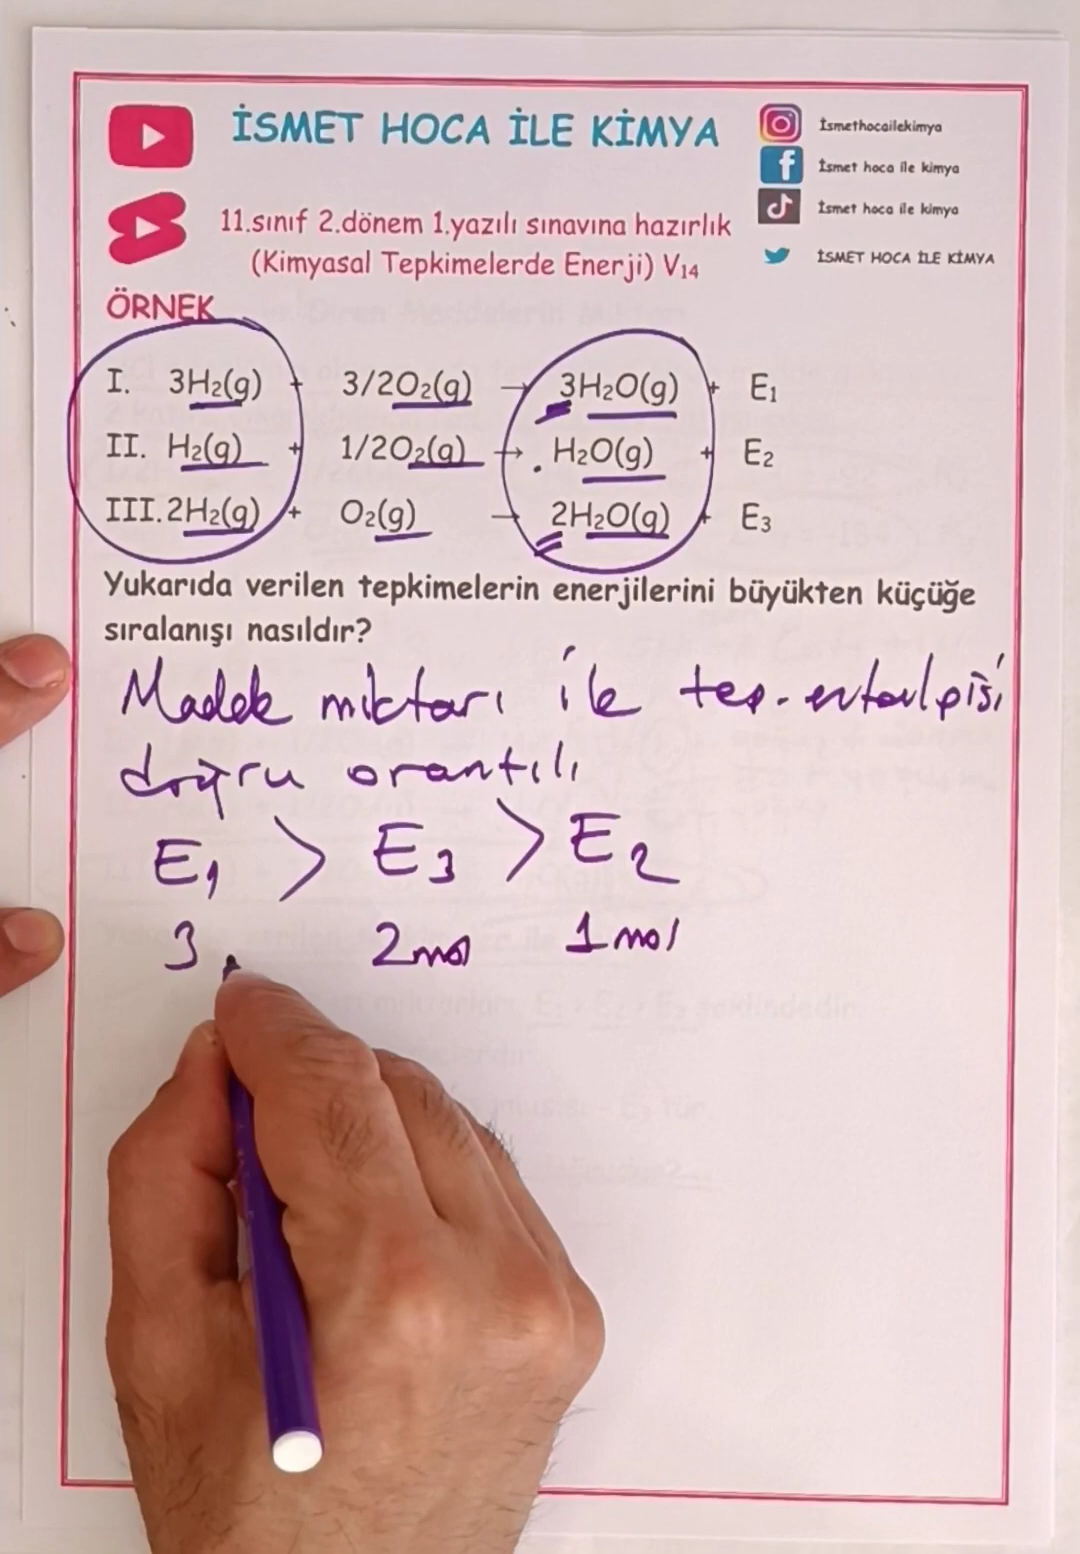 İSMET HOCA İLE KİMYA
İsmethocailekimya
İsmet hoca ile kimya
İsmet hoca ile kimya
İSMET HOCA İLE KİMYA
11.sınıf 2.dönem 1.yazılı sınavına hazırlık
(Kimyasal Tepkimelerde Enerji) V14
ÖRNEK
I. 3H₂(g) + 3/2O₂(g) → 3H₂O(g) + E₁
II. H₂(g) + 1/2O₂(g) → H₂O(g) + E₂
III. 2H₂(g) + O₂(g) → 2H₂O(g) + E₃
Yukarıda verilen tepkimelerin enerjilerini büyükten küçüğe
sıralanışı nasıldır?
Madde miktarı ile tep. entalpisi
doğru orantılı
E₁ > E₃ > E₂
3 2mol 1mol